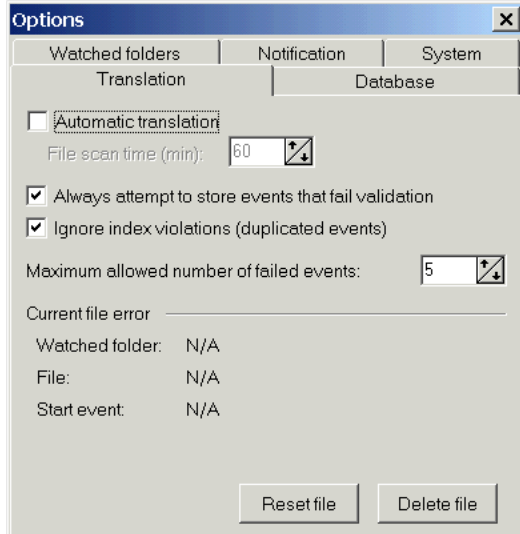 Options
Watched folders Notification System
Translation Database
Automatic translation
File scan time (min): 60
Always attempt to store events that fail validation
Ignore index violations (duplicated events)
Maximum allowed number of failed events: 5
Current file error
Watched folder: N/A
File: N/A
Start event: N/A
Reset file Delete file